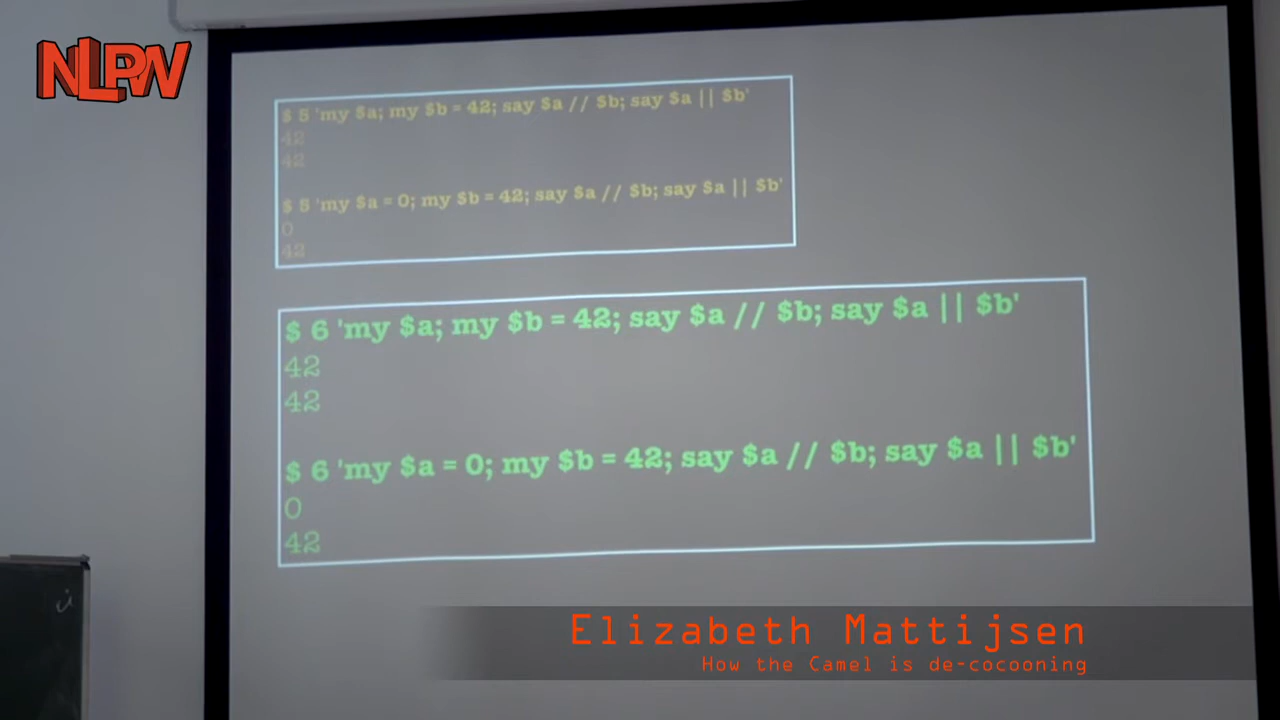 NLPW
$ 5 'my $a; my $b = 42; say $a // $b; say $a || $b'
42
42
$ 5 'my $a = 0; my $b = 42; say $a // $b; say $a || $b'
0
42
$ 6 'my $a; my $b = 42; say $a // $b; say $a || $b'
42
42
$ 6 'my $a = 0; my $b = 42; say $a // $b; say $a || $b'
0
42
Elizabeth Mattijsen
How the Camel is de-cocooning